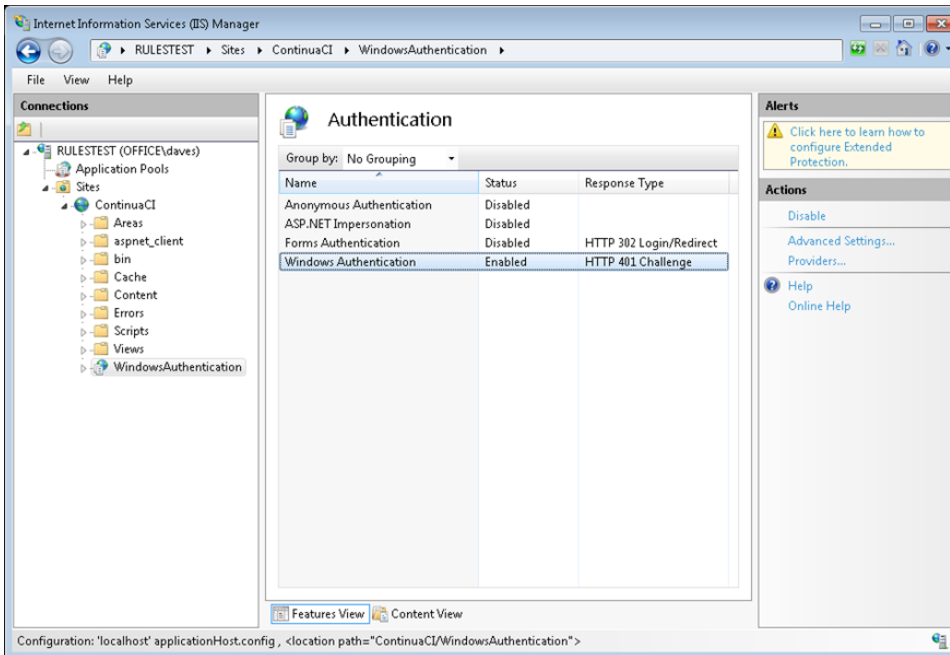 Internet Information Services (IIS) Manager
RULESTEST Sites ContinuaCI WindowsAuthentication
File View Help
Connections
RULESTEST (OFFICE\daves)
Application Pools
Sites
ContinuaCI
Areas
aspnet_client
bin
Cache
Content
Errors
Scripts
Views
WindowsAuthentication
Authentication
Group by: No Grouping
Name Status Response Type
Anonymous Authentication Disabled
ASP.NET Impersonation Disabled
Forms Authentication Disabled HTTP 302 Login/Redirect
Windows Authentication Enabled HTTP 401 Challenge
Features View Content View
Alerts
Click here to learn how to
configure Extended
Protection.
Actions
Disable
Advanced Settings...
Providers...
Help
Online Help
Configuration: 'localhost' applicationHost.config , <location path="ContinuaCI/WindowsAuthentication">